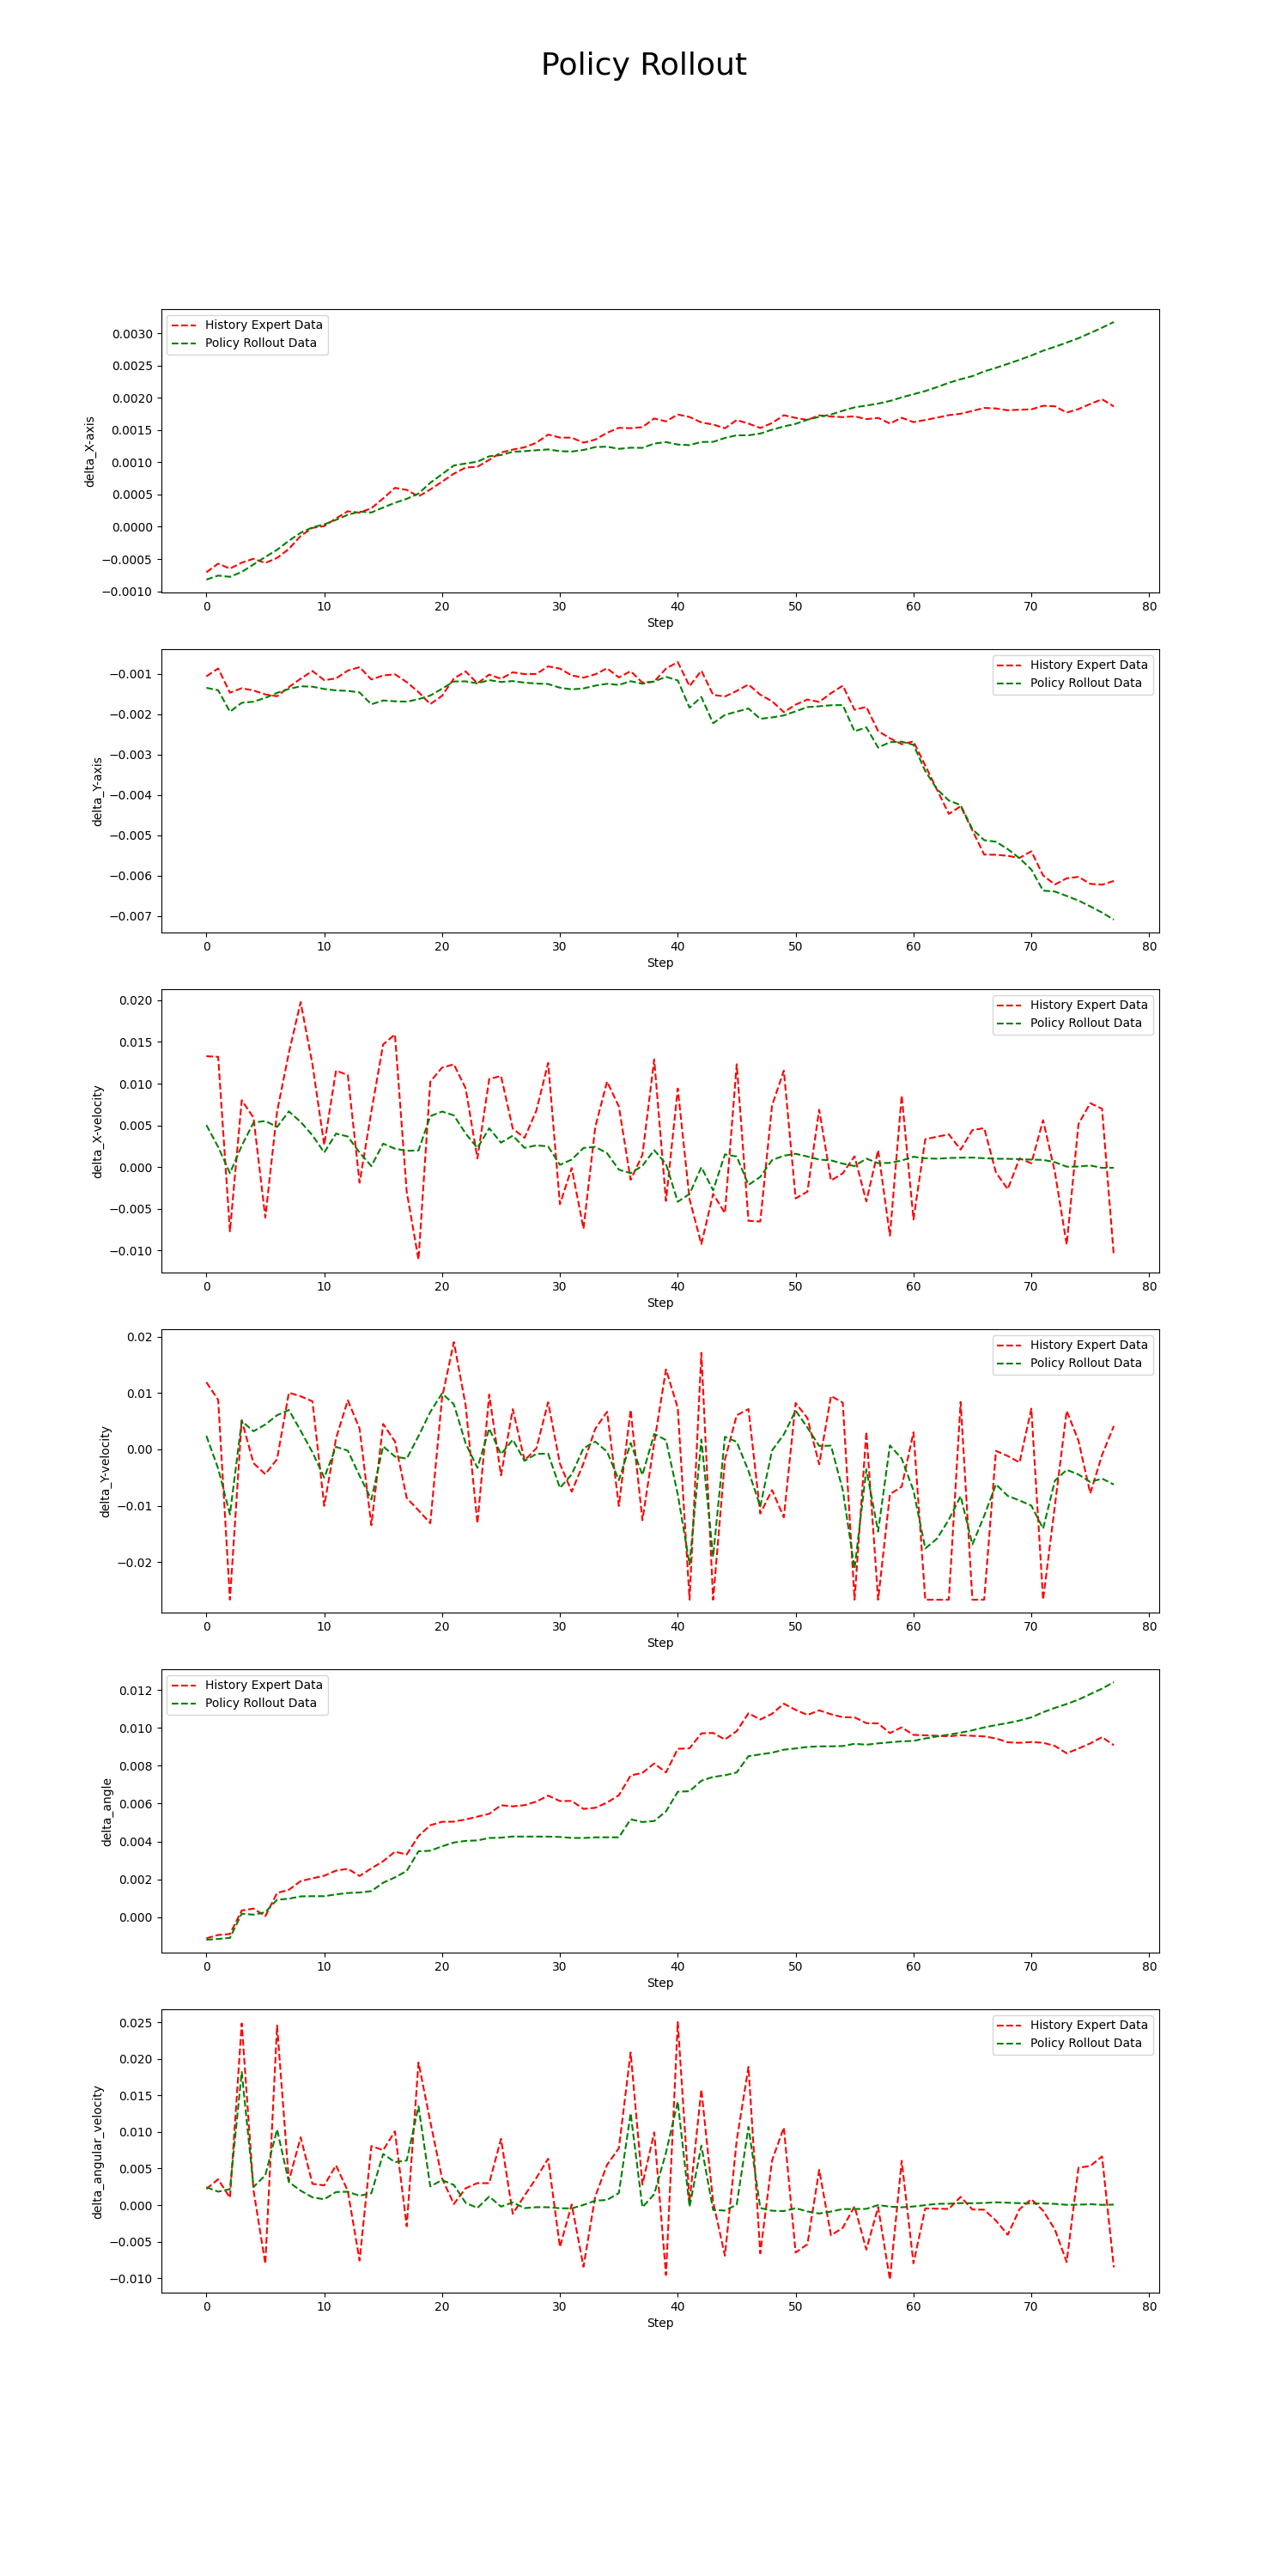 Policy Rollout
History Expert Data
Policy Rollout Data
delta_X-axis
0.0030
0.0025
0.0020
0.0015
0.0010
0.0005
0.0000
−0.0005
−0.0010
0 10 20 30 40 50 60 70 80
Step
History Expert Data
Policy Rollout Data
delta_Y-axis
−0.001
−0.002
−0.003
−0.004
−0.005
−0.006
−0.007
0 10 20 30 40 50 60 70 80
Step
History Expert Data
Policy Rollout Data
delta_X-velocity
0.020
0.015
0.010
0.005
0.000
−0.005
−0.010
0 10 20 30 40 50 60 70 80
Step
History Expert Data
Policy Rollout Data
delta_Y-velocity
0.02
0.01
0.00
−0.01
−0.02
0 10 20 30 40 50 60 70 80
Step
History Expert Data
Policy Rollout Data
delta_angle
0.012
0.010
0.008
0.006
0.004
0.002
0.000
0 10 20 30 40 50 60 70 80
Step
History Expert Data
Policy Rollout Data
delta_angular_velocity
0.025
0.020
0.015
0.010
0.005
0.000
−0.005
−0.010
0 10 20 30 40 50 60 70 80
Step